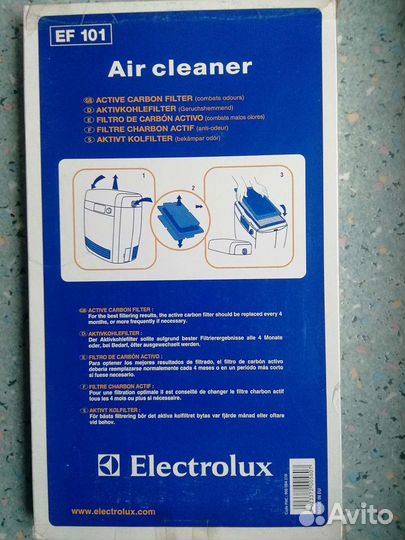 EF 101
Air cleaner
GB ACTIVE CARBON FILTER (combats odours)
D AKTIVKOHLEFILTER (Geruchshemmend)
E FILTRO DE CARBÓN ACTIVO (combate malos olores)
F FILTRE CHARBON ACTIF (anti-odeur)
S AKTIVT KOLFILTER (bekämpar odör)
1
2
3
GB ACTIVE CARBON FILTER :
For the best filtering results, the active carbon filter should be replaced every 4
months, or more frequently if necessary.
D AKTIVKOHLEFILTER :
Der Aktivkohlefilter sollte aufgrund bester Filtrierergebnisse alle 4 Monate
oder, bei Bedarf, öfter ausgewechselt werden.
E FILTRO DE CARBÓN ACTIVO :
Para optener los mejores resultados de filtrado, el filtro de carbón activo
debería reemplazarse normalmente cada 4 meses o en un período más corto
si fuese necesario.
F FILTRE CHARBON ACTIF :
Pour une filtration optimale il est conseillé de changer le filtre charbon actif
tous les 4 mois ou plus si nécessaire.
S AKTIVT KOLFILTER :
För bästa filtrering bör det aktiva kolfiltret bytas var fjärde månad eller oftare
vid behov.
Electrolux
www.electrolux.com
Avito